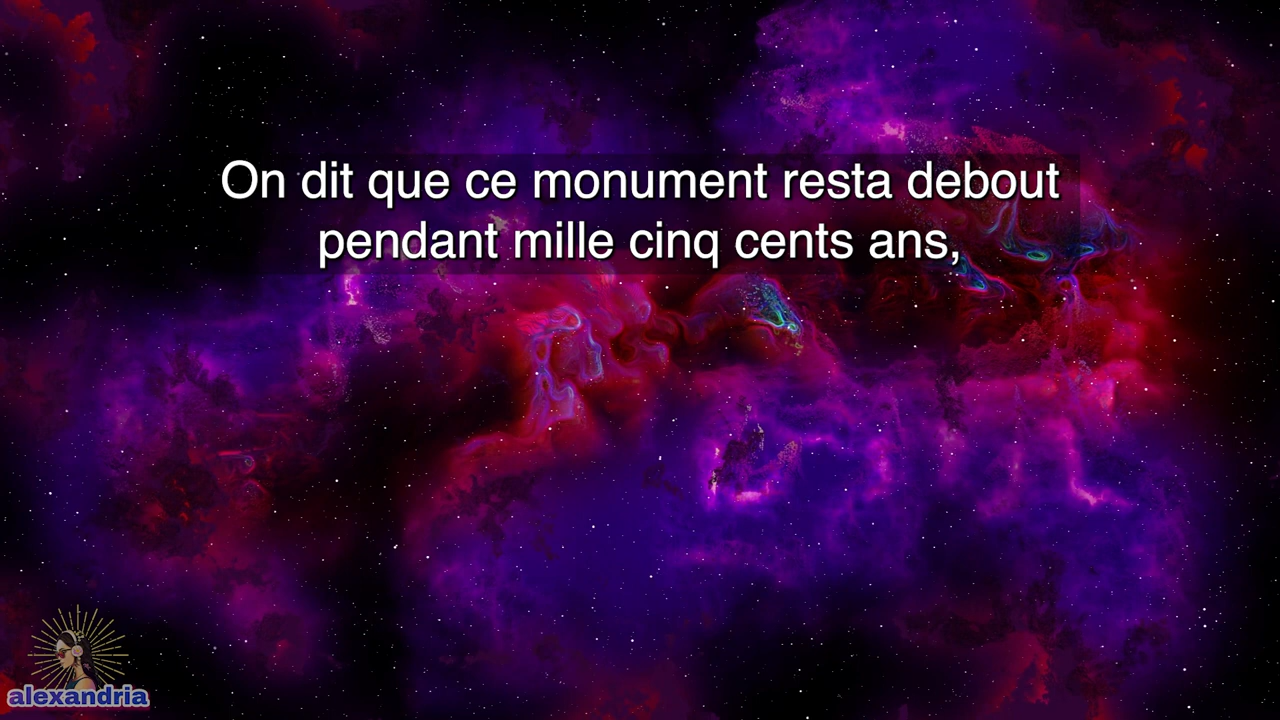 On dit que ce monument resta debout
pendant mille cinq cents ans,
alexandria